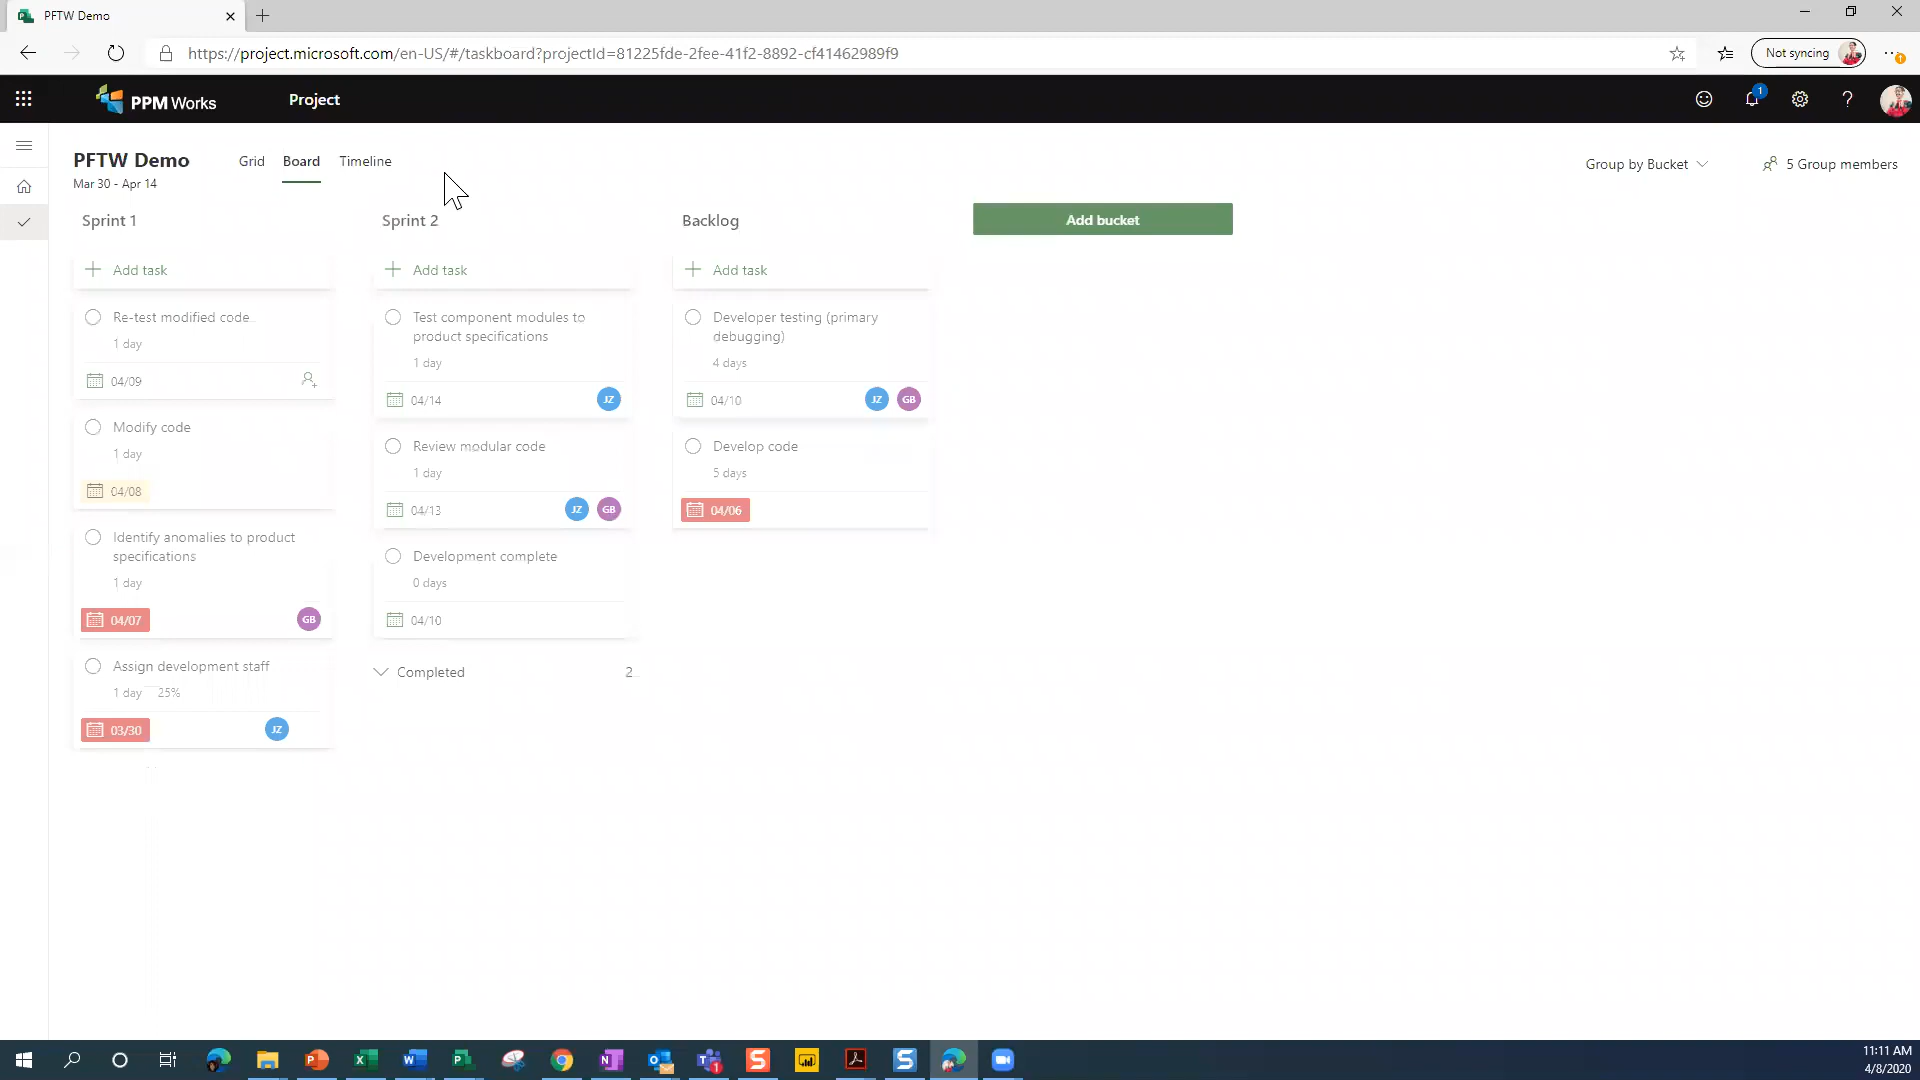 PFTW Demo
https://project.microsoft.com/en-US/#/taskboard?projectId=81225fde-2fee-41f2-8892-cf41462989f9
Not syncing
PPM Works
Project
1
?
PFTW Demo
Grid
Board
Timeline
Group by Bucket
5 Group members
Mar 30 - Apr 14
Sprint 1
Sprint 2
Backlog
Add bucket
Add task
Add task
Add task
Re-test modified code
1 day
04/09
Modify code
1 day
04/08
Identify anomalies to product
specifications
1 day
04/07
GB
Assign development staff
1 day
25%
03/30
JZ
Test component modules to
product specifications
1 day
04/14
JZ
Review modular code
1 day
04/13
JZ
GB
Development complete
0 days
04/10
Completed
2
Developer testing (primary
debugging)
4 days
04/10
JZ
GB
Develop code
5 days
04/06
11:11 AM
4/8/2020